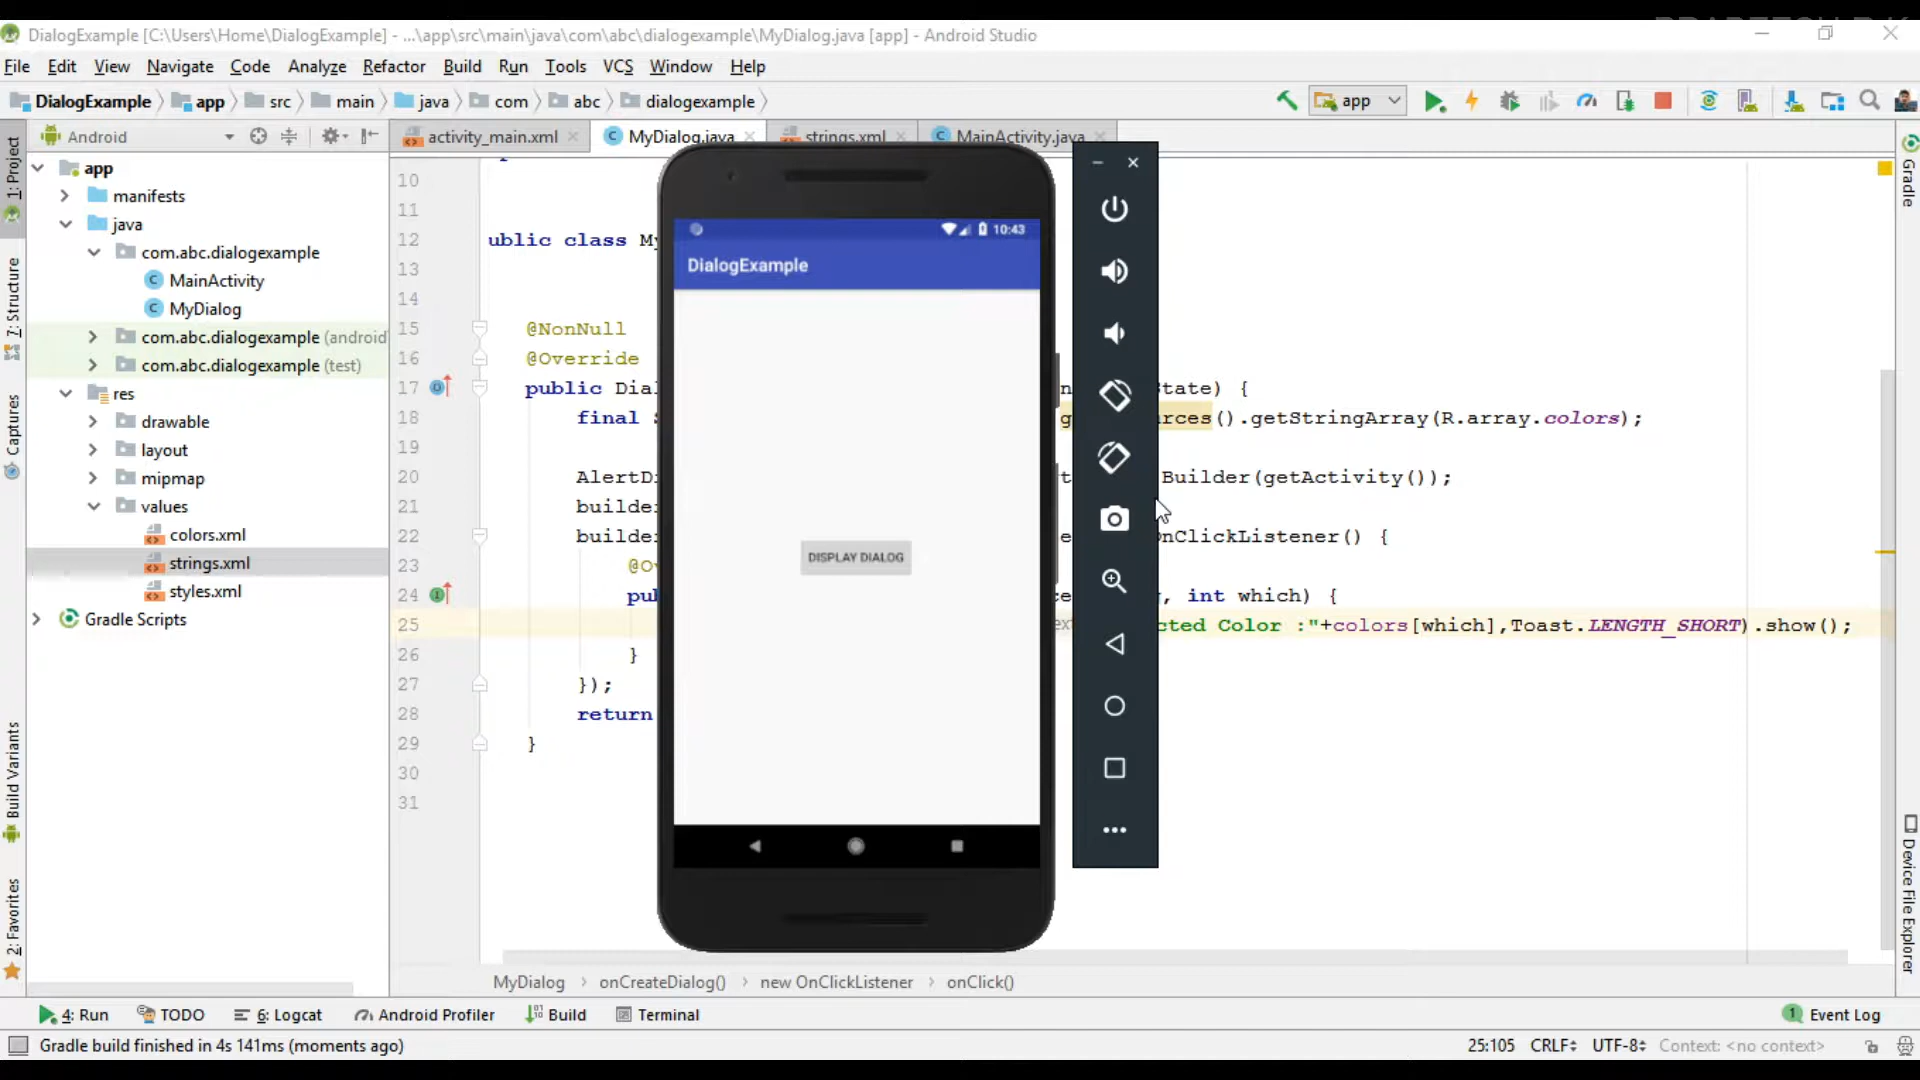 DialogExample [C:\Users\Home\DialogExample] - ...\app\src\main\java\com\abc\dialogexample\MyDialog.java [app] - Android Studio
File Edit View Navigate Code Analyze Refactor Build Run Tools VCS Window Help
DialogExample app src main java com abc dialogexample app
Android activity_main.xml MyDialog.java strings.xml MainActivity.java
1: Project
7: Structure
Captures
Build Variants
2: Favorites
app
manifests
java
com.abc.dialogexample
MainActivity
MyDialog
com.abc.dialogexample (android
com.abc.dialogexample (test)
res
drawable
layout
mipmap
values
colors.xml
strings.xml
styles.xml
Gradle Scripts
10
11
12 ublic class My
13
14
15 @NonNull
16 @Override
17 public Dia State) {
18 final rces().getStringArray(R.array.colors);
19
20 AlertD Builder(getActivity());
21 builde
22 builde nClickListener() {
23 @Ov
24 pub , int which) {
25 cted Color :"+colors[which],Toast.LENGTH_SHORT).show();
26 }
27 });
28 return
29 }
30
31
10:43
DialogExample
DISPLAY DIALOG
Gradle
Device File Explorer
MyDialog onCreateDialog() new OnClickListener onClick()
4: Run TODO 6: Logcat Android Profiler Build Terminal 1 Event Log
Gradle build finished in 4s 141ms (moments ago) 25:105 CRLF UTF-8 Context: <no context>